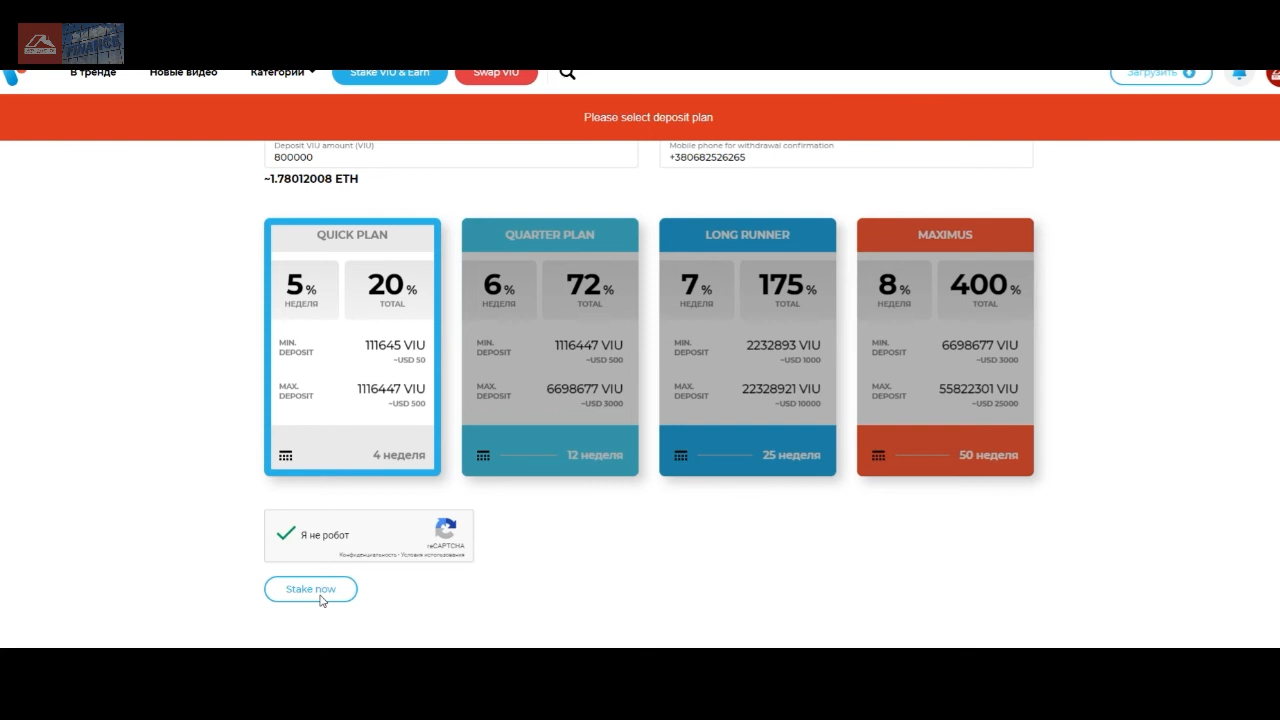 FINANCE
В тренде
Новые видео
Категории
Stake VIU & Earn
Swap VIU
Загрузить
Please select deposit plan
Deposit VIU amount (VIU)
800000
Mobile phone for withdrawal confirmation
+380682526265
~1.78012008 ETH
QUICK PLAN
5 %
НЕДЕЛЯ
20 %
TOTAL
MIN. DEPOSIT
111645 VIU
~USD 50
MAX. DEPOSIT
1116447 VIU
~USD 500
4 неделя
QUARTER PLAN
6 %
НЕДЕЛЯ
72 %
TOTAL
MIN. DEPOSIT
1116447 VIU
~USD 500
MAX. DEPOSIT
6698677 VIU
~USD 3000
12 неделя
LONG RUNNER
7 %
НЕДЕЛЯ
175 %
TOTAL
MIN. DEPOSIT
2232893 VIU
~USD 1000
MAX. DEPOSIT
22328921 VIU
~USD 10000
25 неделя
MAXIMUS
8 %
НЕДЕЛЯ
400 %
TOTAL
MIN. DEPOSIT
6698677 VIU
~USD 3000
MAX. DEPOSIT
55822301 VIU
~USD 25000
50 неделя
Я не робот
reCAPTCHA
Конфиденциальность - Условия использования
Stake now